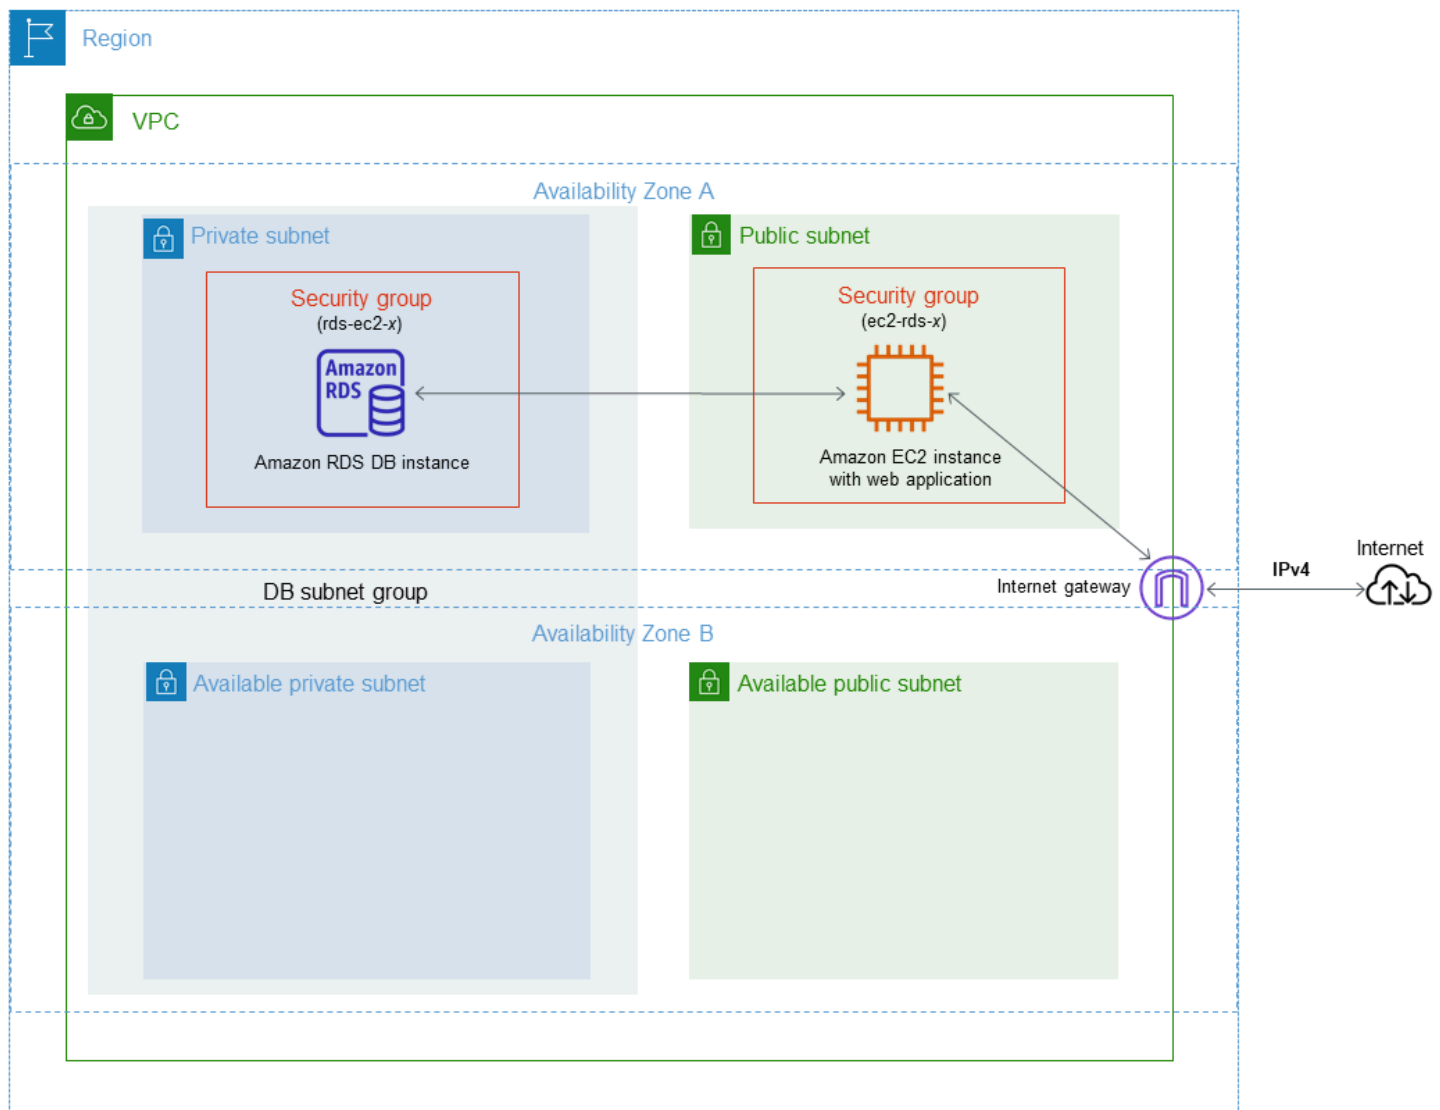 Region
VPC
Availability Zone A
Private subnet
Security group
(rds-ec2-x)
Amazon
RDS
Amazon RDS DB instance
Public subnet
Security group
(ec2-rds-x)
Amazon EC2 instance
with web application
DB subnet group
Internet gateway
IPv4
Internet
Availability Zone B
Available private subnet
Available public subnet